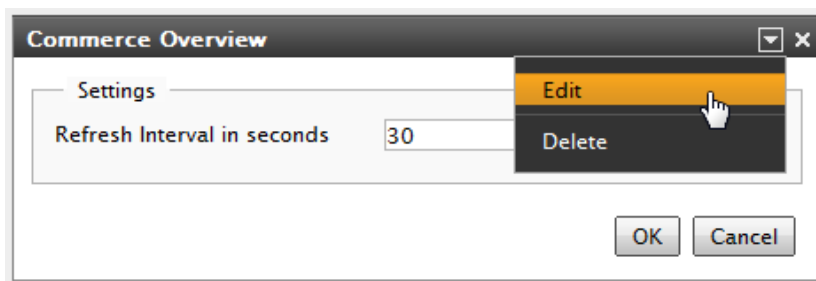 Commerce Overview
Settings
Edit
Refresh Interval in seconds 30
Delete
OK Cancel